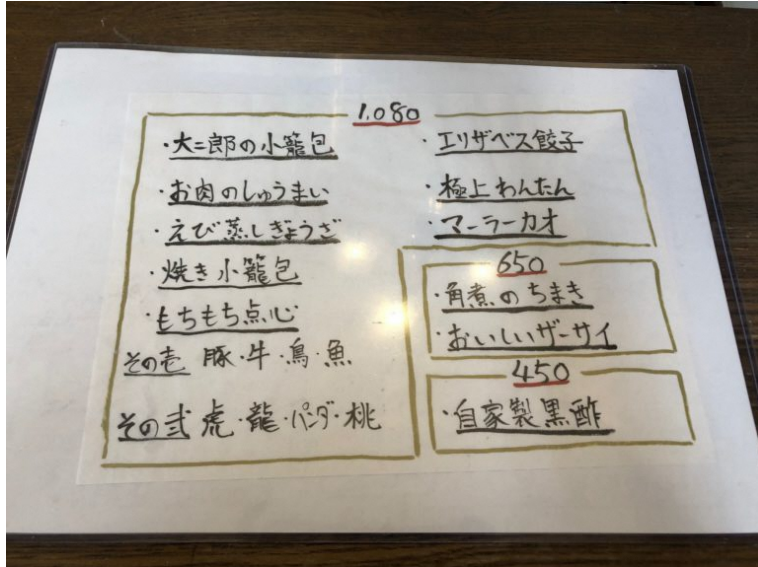 1.080
・大二郎の小籠包
・お肉のしゅうまい
・えび蒸しぎょうざ
・焼き小籠包
・もちもち点心
その壱 豚・牛・鳥・魚
その弐 虎・龍・パンダ・桃
・エリザベス餃子
・極上わんたん
・マーラーカオ
650
・角煮のちまき
・おいしいザーサイ
450
・自家製黒酢